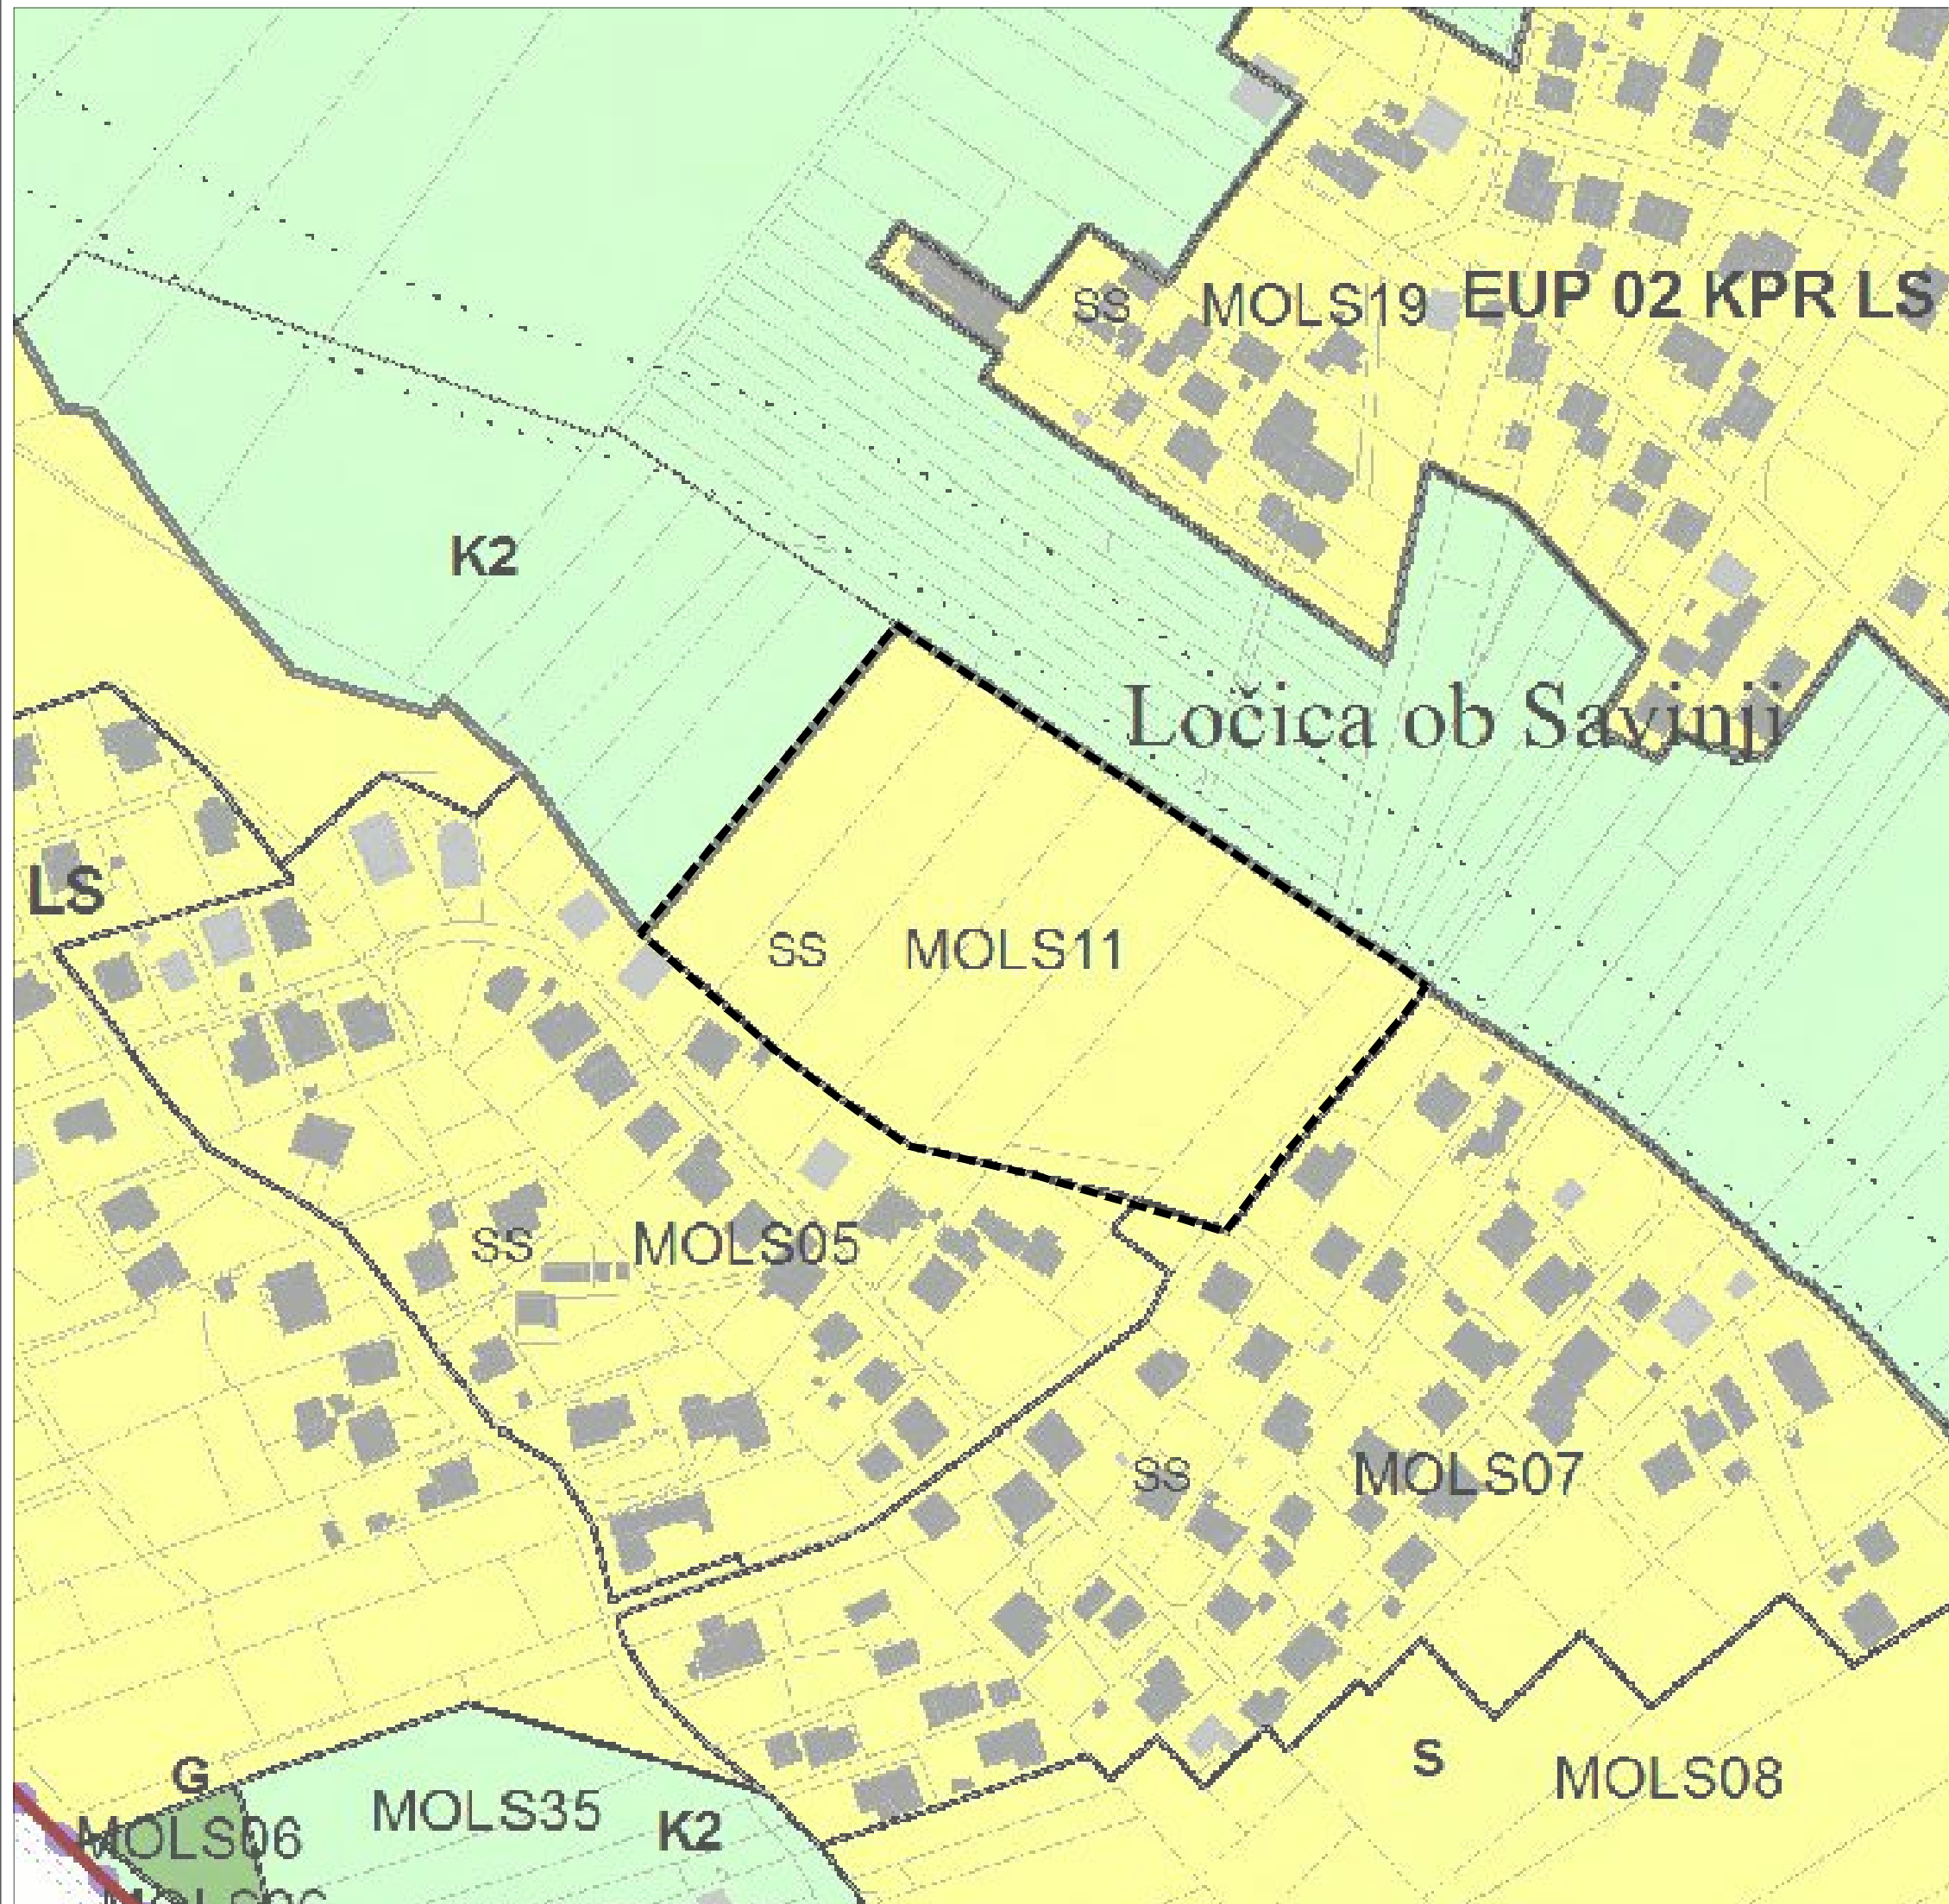 SS MOLS19 EUP 02 KPR LS
K2
Ločica ob Savinji
LS
SS MOLS11
SS MOLS05
SS MOLS07
S
MOLS08
G
MOLS06
MOLS35
K2